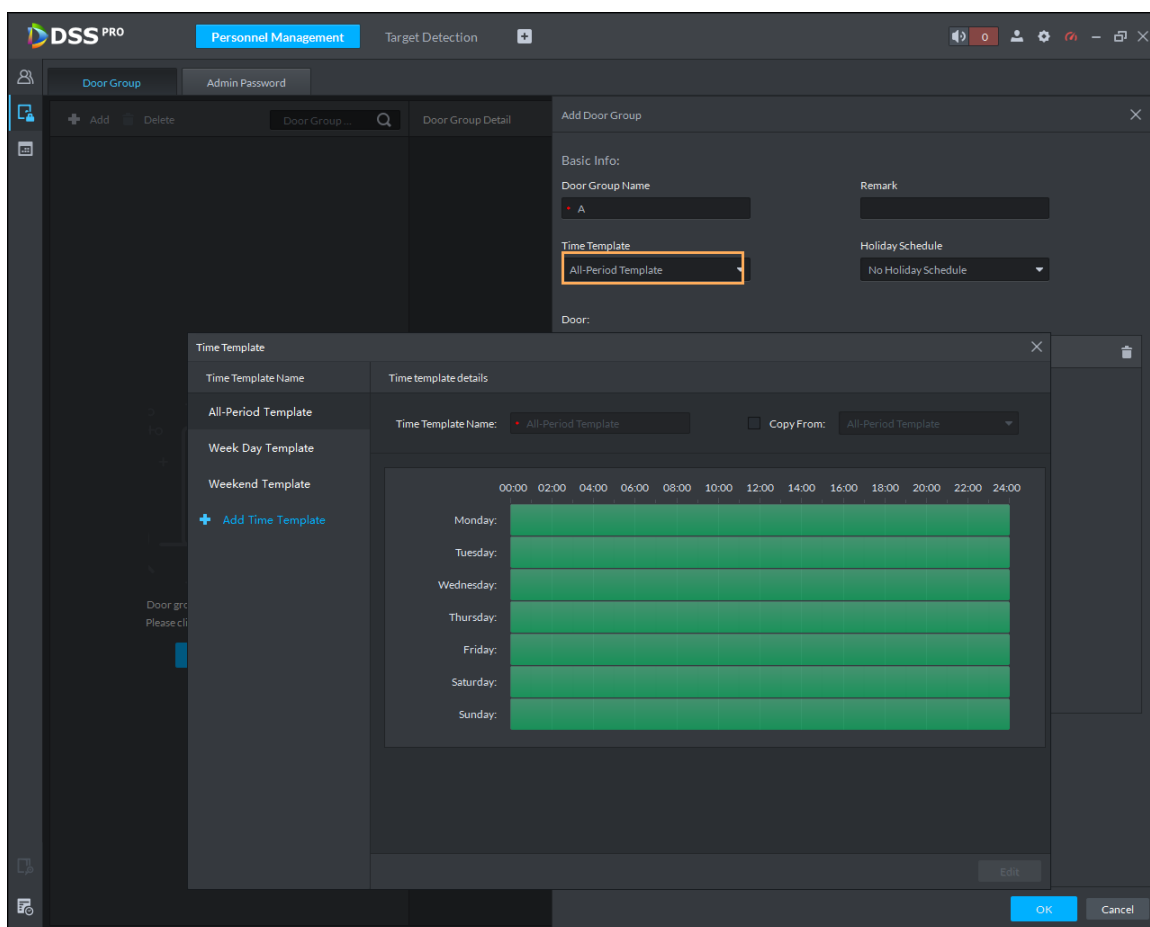 DSS PRO Personnel Management Target Detection 0
Door Group Admin Password
Add Delete Door Group ... Door Group Detail Add Door Group
Basic Info:
Door Group Name Remark
* A
Time Template Holiday Schedule
All-Period Template No Holiday Schedule
Door:
Time Template
Time Template Name Time template details
All-Period Template
Time Template Name: * All-Period Template Copy From: All-Period Template
Week Day Template
Weekend Template
00:00 02:00 04:00 06:00 08:00 10:00 12:00 14:00 16:00 18:00 20:00 22:00 24:00
Add Time Template
Monday:
Tuesday:
Wednesday:
Thursday:
Friday:
Saturday:
Sunday:
Door gro
Please cli
Edit
OK Cancel